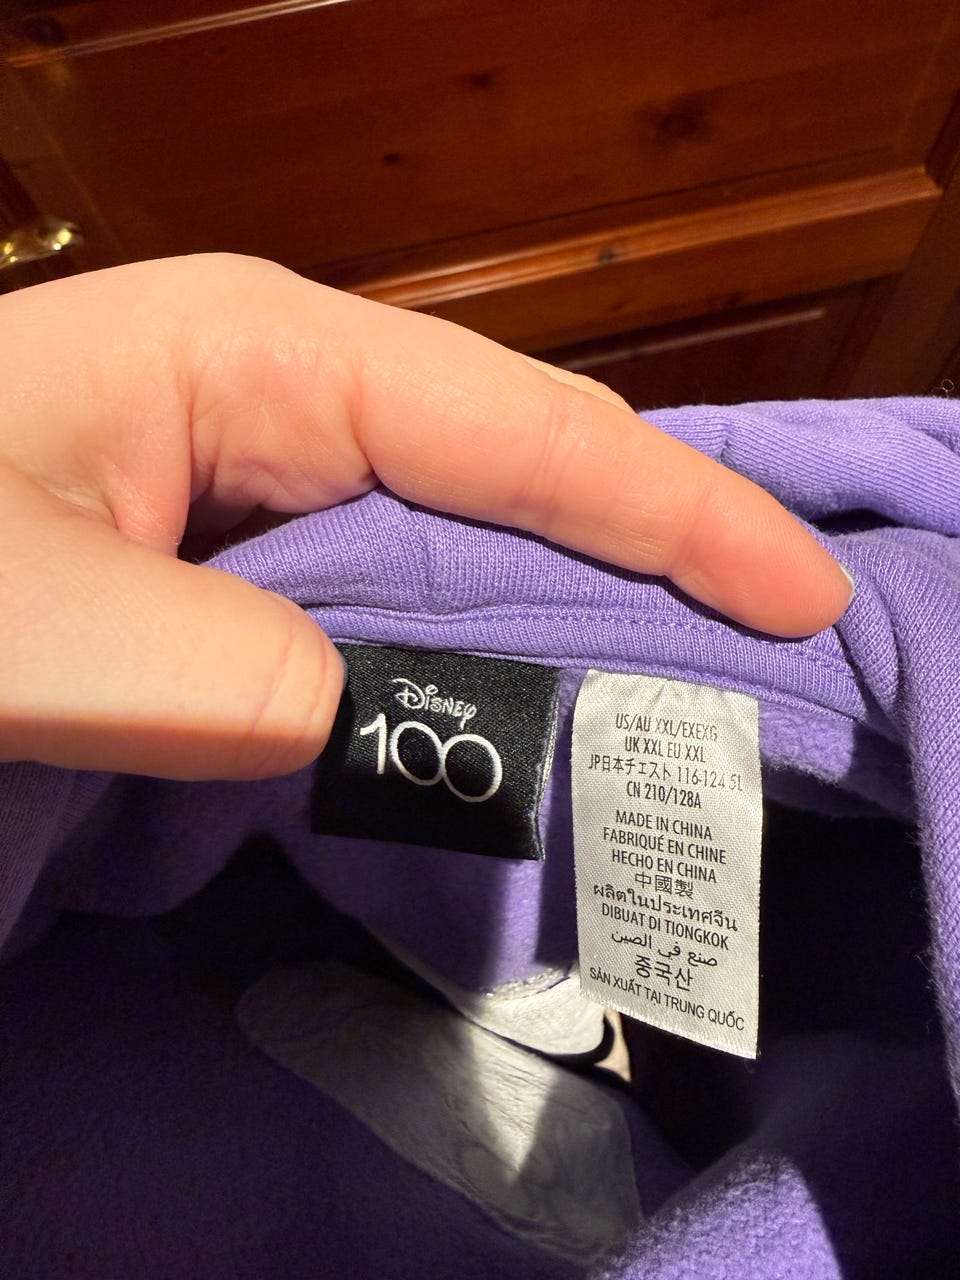 Disney
100
US/AU XXL/EXEXG
UK XXL EU XXL
JP日本チェスト 116-124 5L
CN 210/128A
MADE IN CHINA
FABRIQUÉ EN CHINE
HECHO EN CHINA
中國製
ผลิตในประเทศจีน
DIBUAT DI TIONGKOK
صنع في الصين
중국산
SẢN XUẤT TẠI TRUNG QUỐC